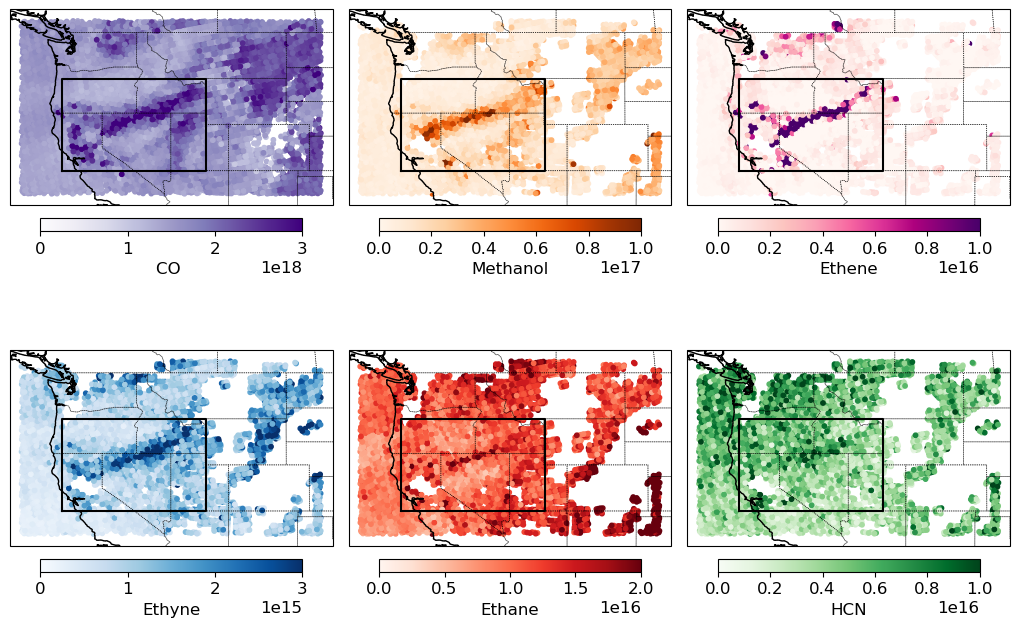 0 1 2 3
CO 1e18
0.0 0.2 0.4 0.6 0.8 1.0
Methanol 1e17
0.0 0.2 0.4 0.6 0.8 1.0
Ethene 1e16
0 1 2 3
Ethyne 1e15
0.0 0.5 1.0 1.5 2.0
Ethane 1e16
0.0 0.2 0.4 0.6 0.8 1.0
HCN 1e16